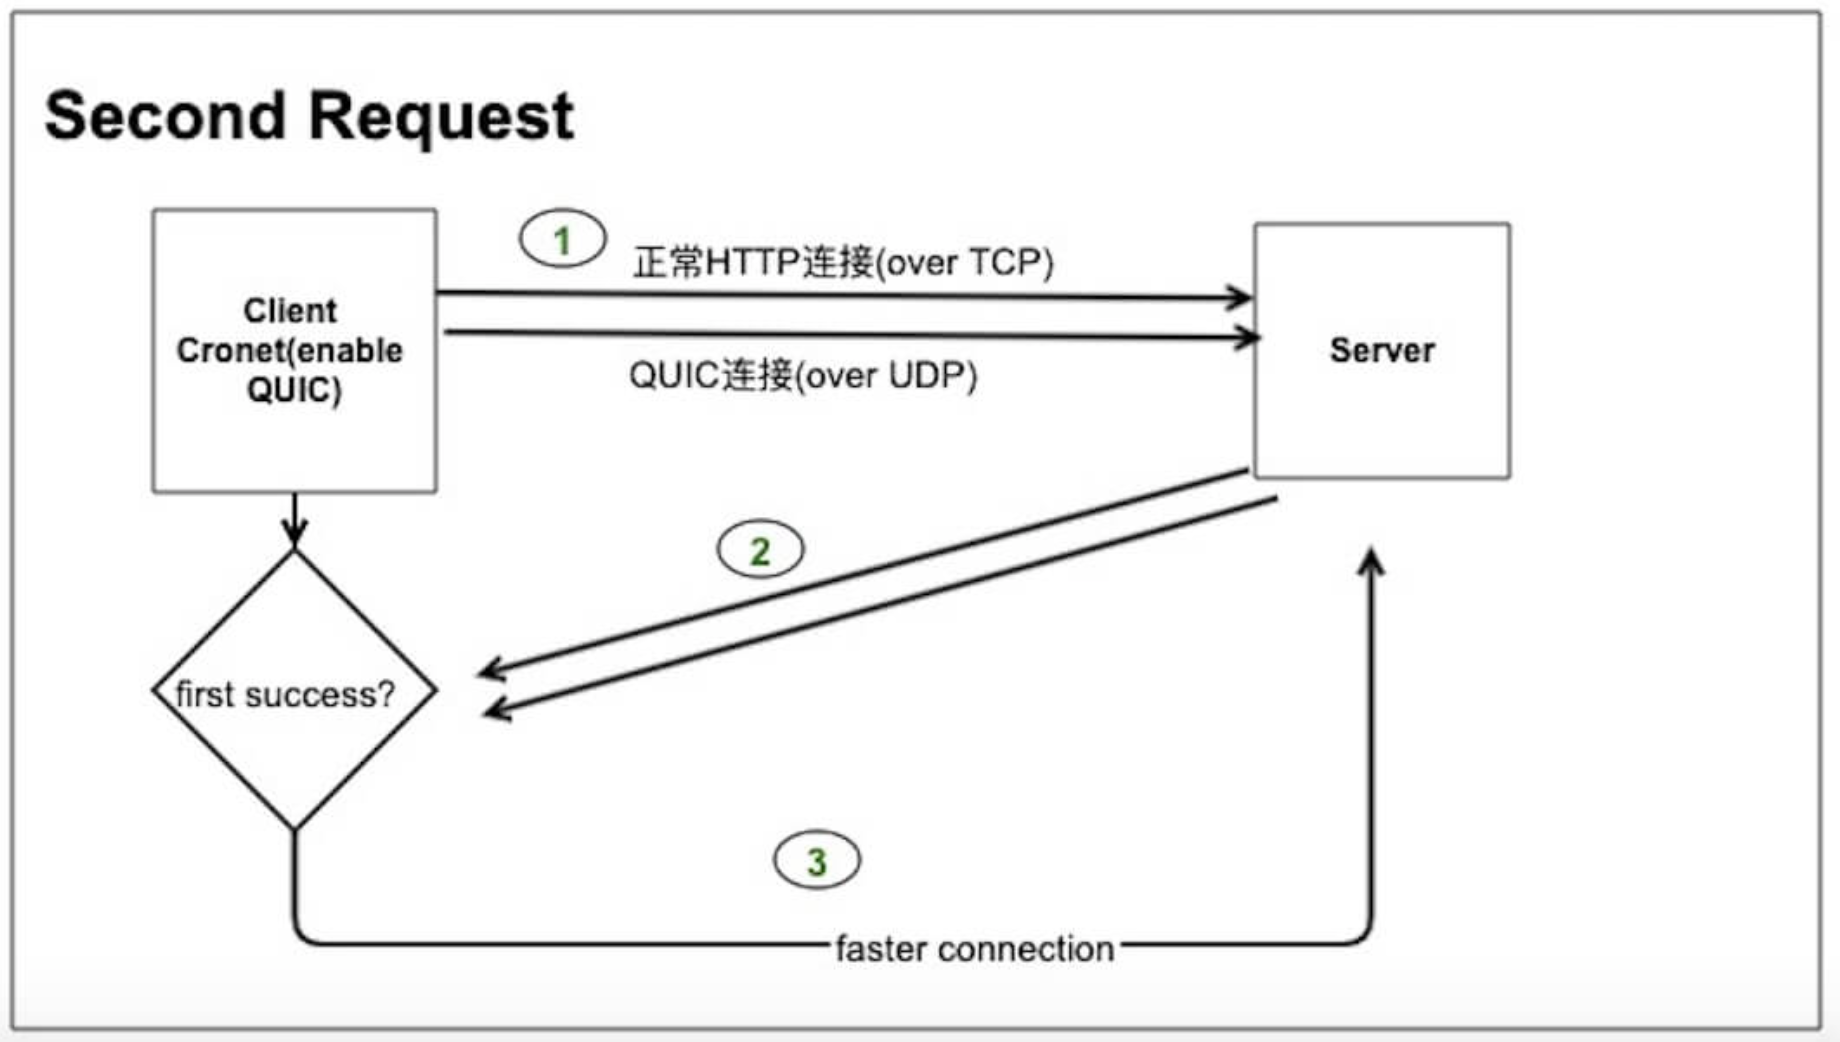 Second Request
1
正常HTTP连接(over TCP)
Client
Cronet(enable
QUIC)
QUIC连接(over UDP)
Server
2
first success?
3
faster connection